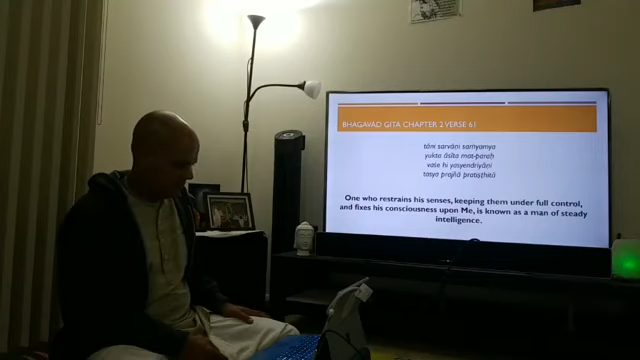 BHAGAVAD GITA CHAPTER 2 VERSE 61
tāni sarvāṇi saṁyamya
yukta āsīta mat-paraḥ
vaśe hi yasyendriyāṇi
tasya prajñā pratiṣṭhitā
One who restrains his senses, keeping them under full control,
and fixes his consciousness upon Me, is known as a man of steady
intelligence.